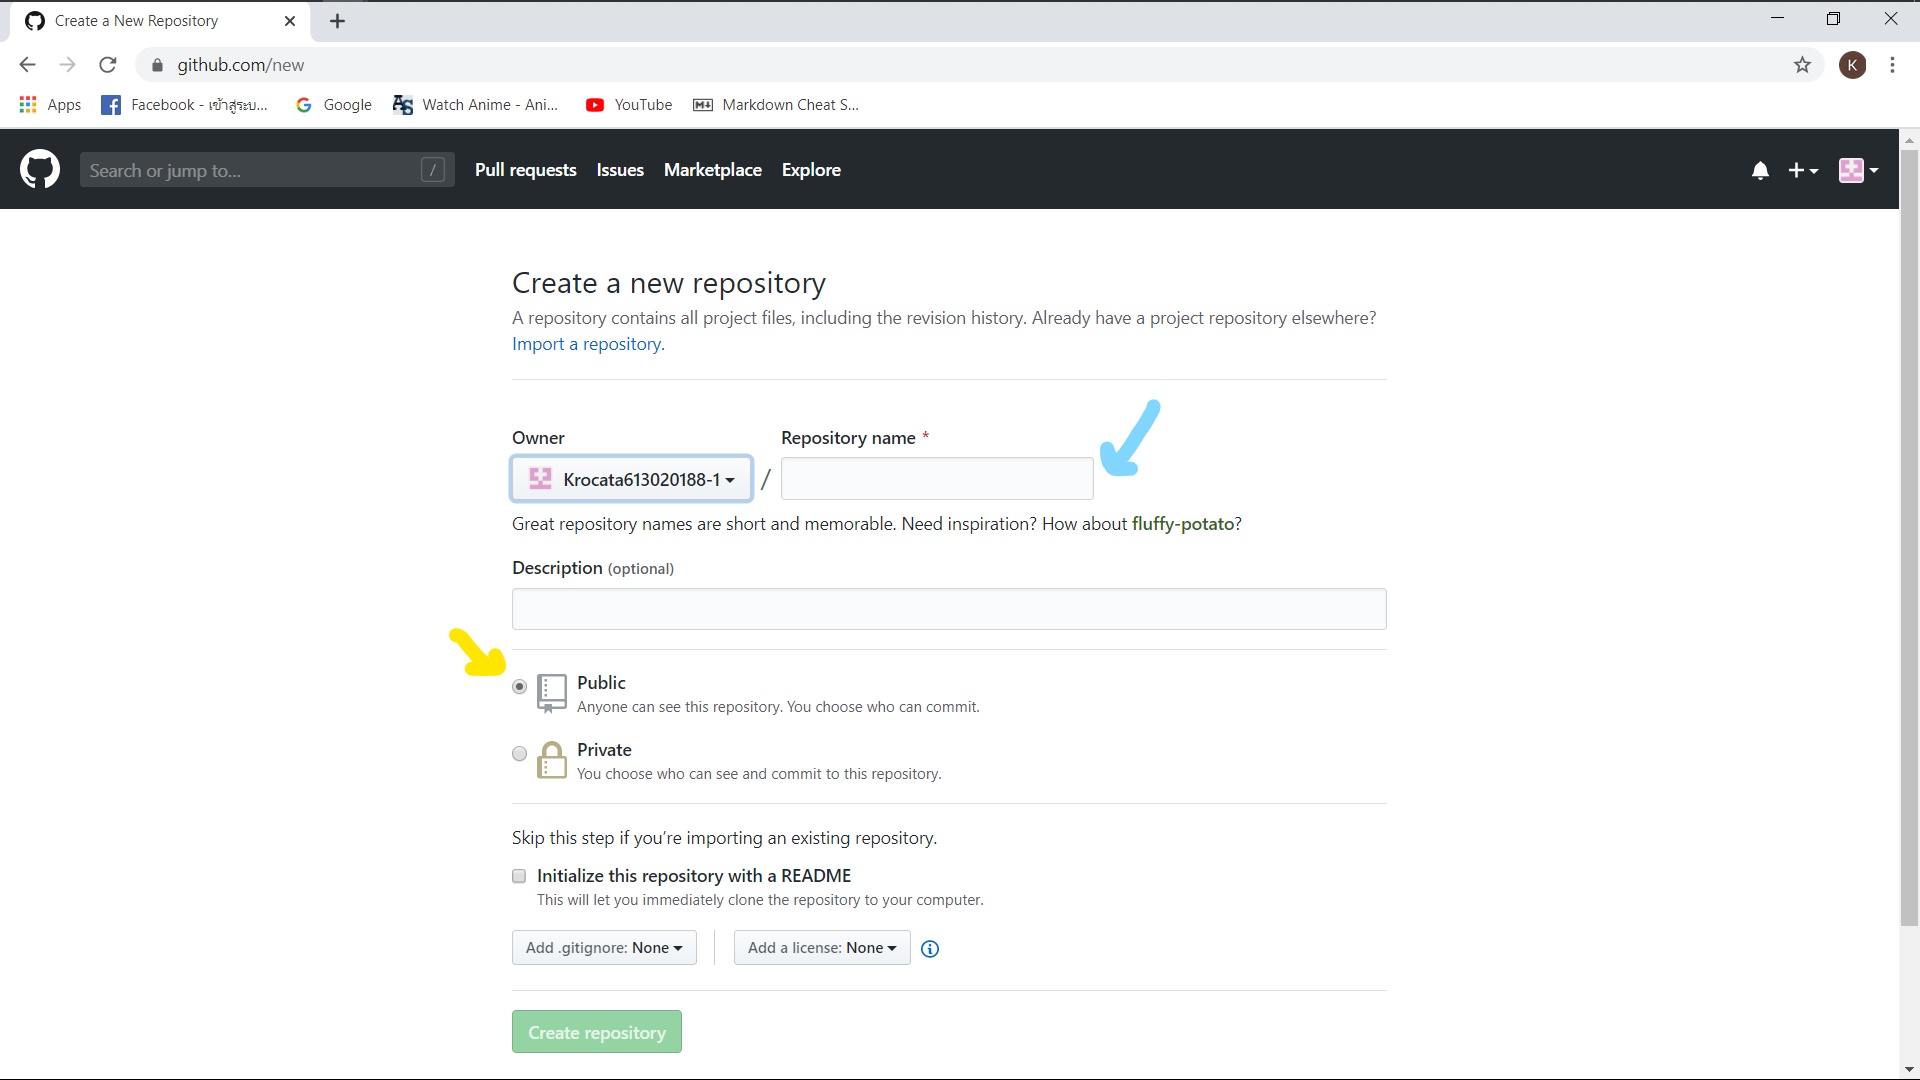 Create a New Repository
github.com/new
Apps
Facebook - เข้าสู่ระบ...
Google
Watch Anime - Ani...
YouTube
Markdown Cheat S...
K
Search or jump to...
/
Pull requests
Issues
Marketplace
Explore
Create a new repository
A repository contains all project files, including the revision history. Already have a project repository elsewhere?
Import a repository.
Owner
Repository name *
Krocata613020188-1
/
Great repository names are short and memorable. Need inspiration? How about fluffy-potato?
Description (optional)
Public
Anyone can see this repository. You choose who can commit.
Private
You choose who can see and commit to this repository.
Skip this step if you're importing an existing repository.
Initialize this repository with a README
This will let you immediately clone the repository to your computer.
Add .gitignore: None
Add a license: None
Create repository